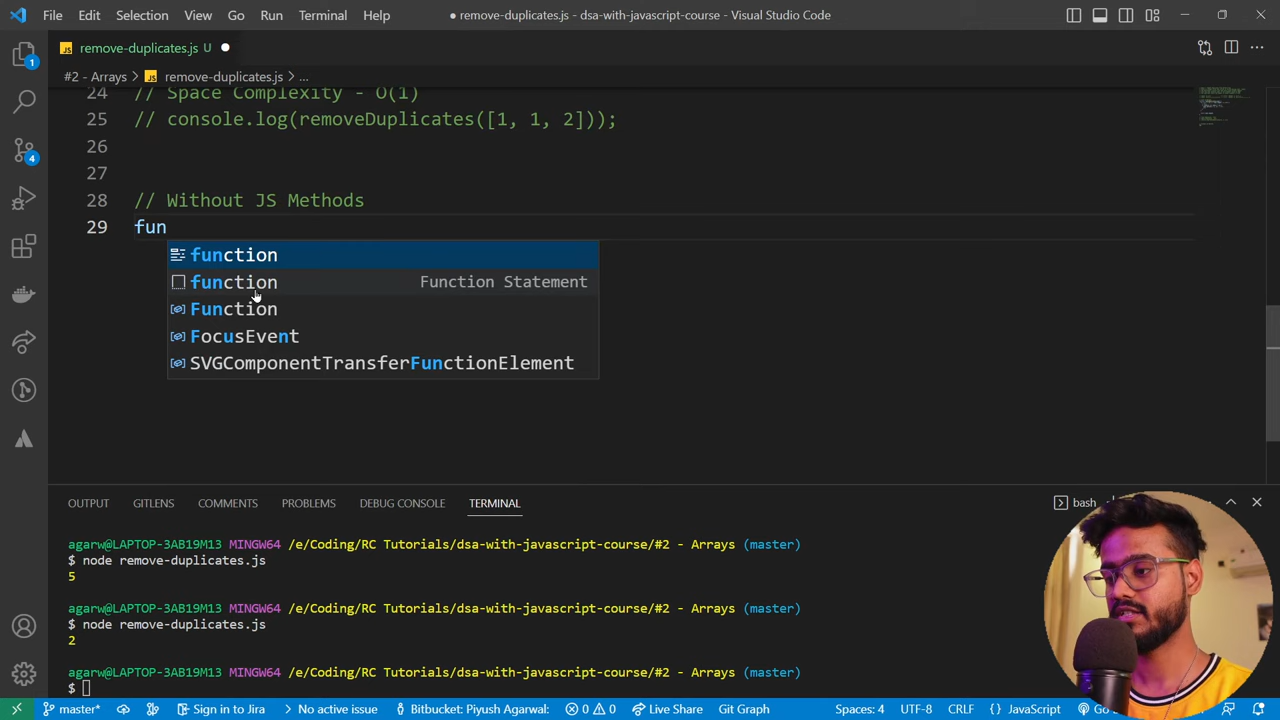 File Edit Selection View Go Run Terminal Help ● remove-duplicates.js - dsa-with-javascript-course - Visual Studio Code
JS remove-duplicates.js U
#2 - Arrays > JS remove-duplicates.js > ...
24 // Space Complexity - O(1)
25 // console.log(removeDuplicates([1, 1, 2]));
26
27
28 // Without JS Methods
29 fun
function
function Function Statement
Function
FocusEvent
SVGComponentTransferFunctionElement
1
4
OUTPUT GITLENS COMMENTS PROBLEMS DEBUG CONSOLE TERMINAL bash
agarw@LAPTOP-3AB19M13 MINGW64 /e/Coding/RC Tutorials/dsa-with-javascript-course/#2 - Arrays (master)
$ node remove-duplicates.js
5
agarw@LAPTOP-3AB19M13 MINGW64 /e/Coding/RC Tutorials/dsa-with-javascript-course/#2 - Arrays (master)
$ node remove-duplicates.js
2
agarw@LAPTOP-3AB19M13 MINGW64 /e/Coding/RC Tutorials/dsa-with-javascript-course/#2 - Arrays (master)
$
master* Sign in to Jira No active issue Bitbucket: Piyush Agarwal: 0 0 Live Share Git Graph Spaces: 4 UTF-8 CRLF {} JavaScript Go